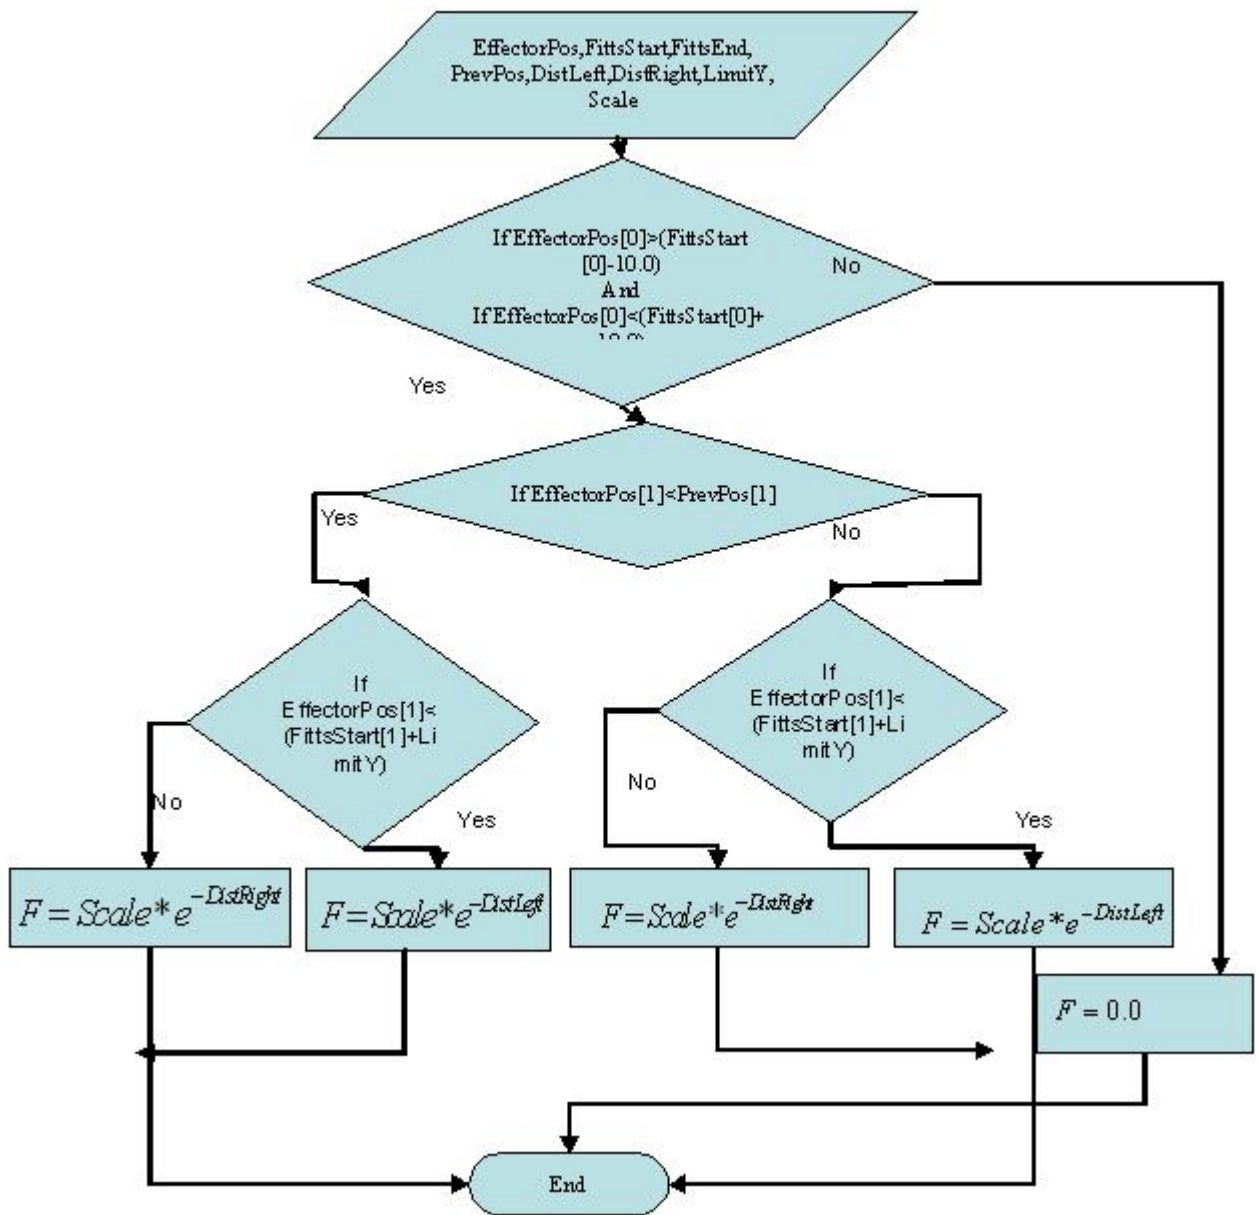 EffectorPos,FittsStart,FittsEnd,
PrevPos,DistLeft,DistRight,LimitY,
Scale
If EffectorPos[0]>(FittsStart
[0]-10.0)
No
And
If EffectorPos[0]<(FittsStart[0]+
10.0)
Yes
If EffectorPos[1]<PrevPos[1]
Yes
No
If
EffectorPos[1]<
(FittsStart[1]+Li
mitY)
If
EffectorPos[1]<
(FittsStart[1]+Li
mitY)
No
Yes
No
Yes
F=Scale*e^-DistRight
F=Scale*e^-DistLeft
F=Scale*e^-DistRight
F=Scale*e^-DistLeft
F = 0.0
End